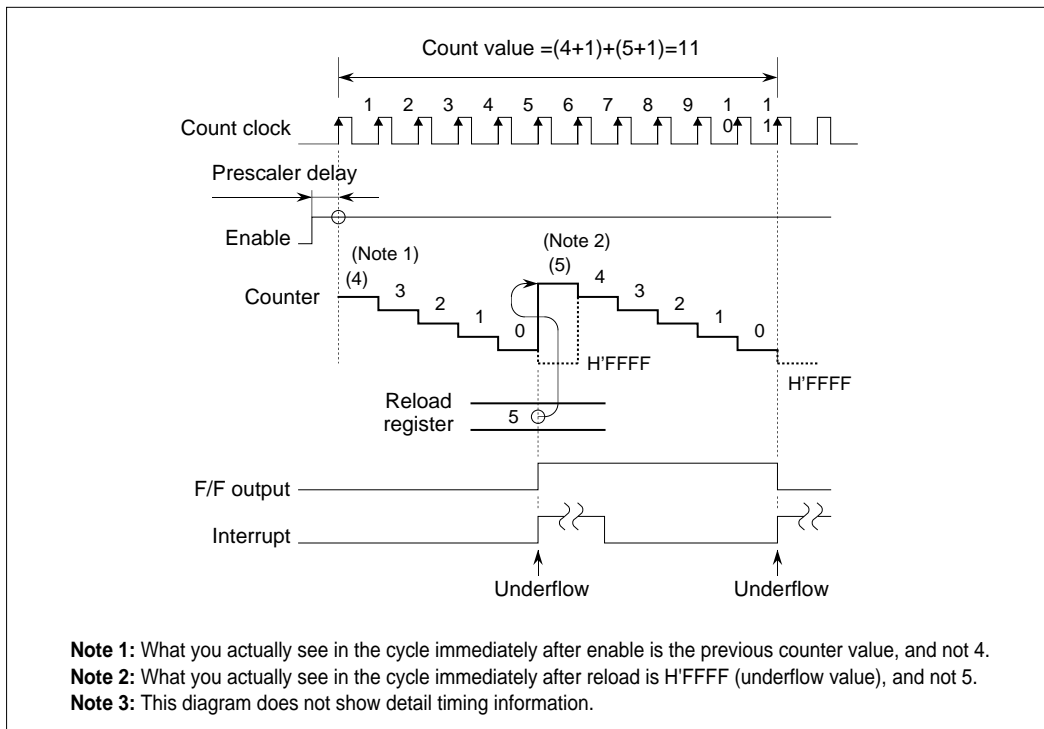 Count value =(4+1)+(5+1)=11
1 2 3 4 5 6 7 8 9 10 11
Count clock
Prescaler delay
Enable
(Note 1)
(Note 2)
(4) 3 2 1 0 (5) 4 3 2 1 0
Counter
H'FFFF
H'FFFF
Reload
register
5
F/F output
Interrupt
Underflow
Underflow
Note 1: What you actually see in the cycle immediately after enable is the previous counter value, and not 4.
Note 2: What you actually see in the cycle immediately after reload is H'FFFF (underflow value), and not 5.
Note 3: This diagram does not show detail timing information.